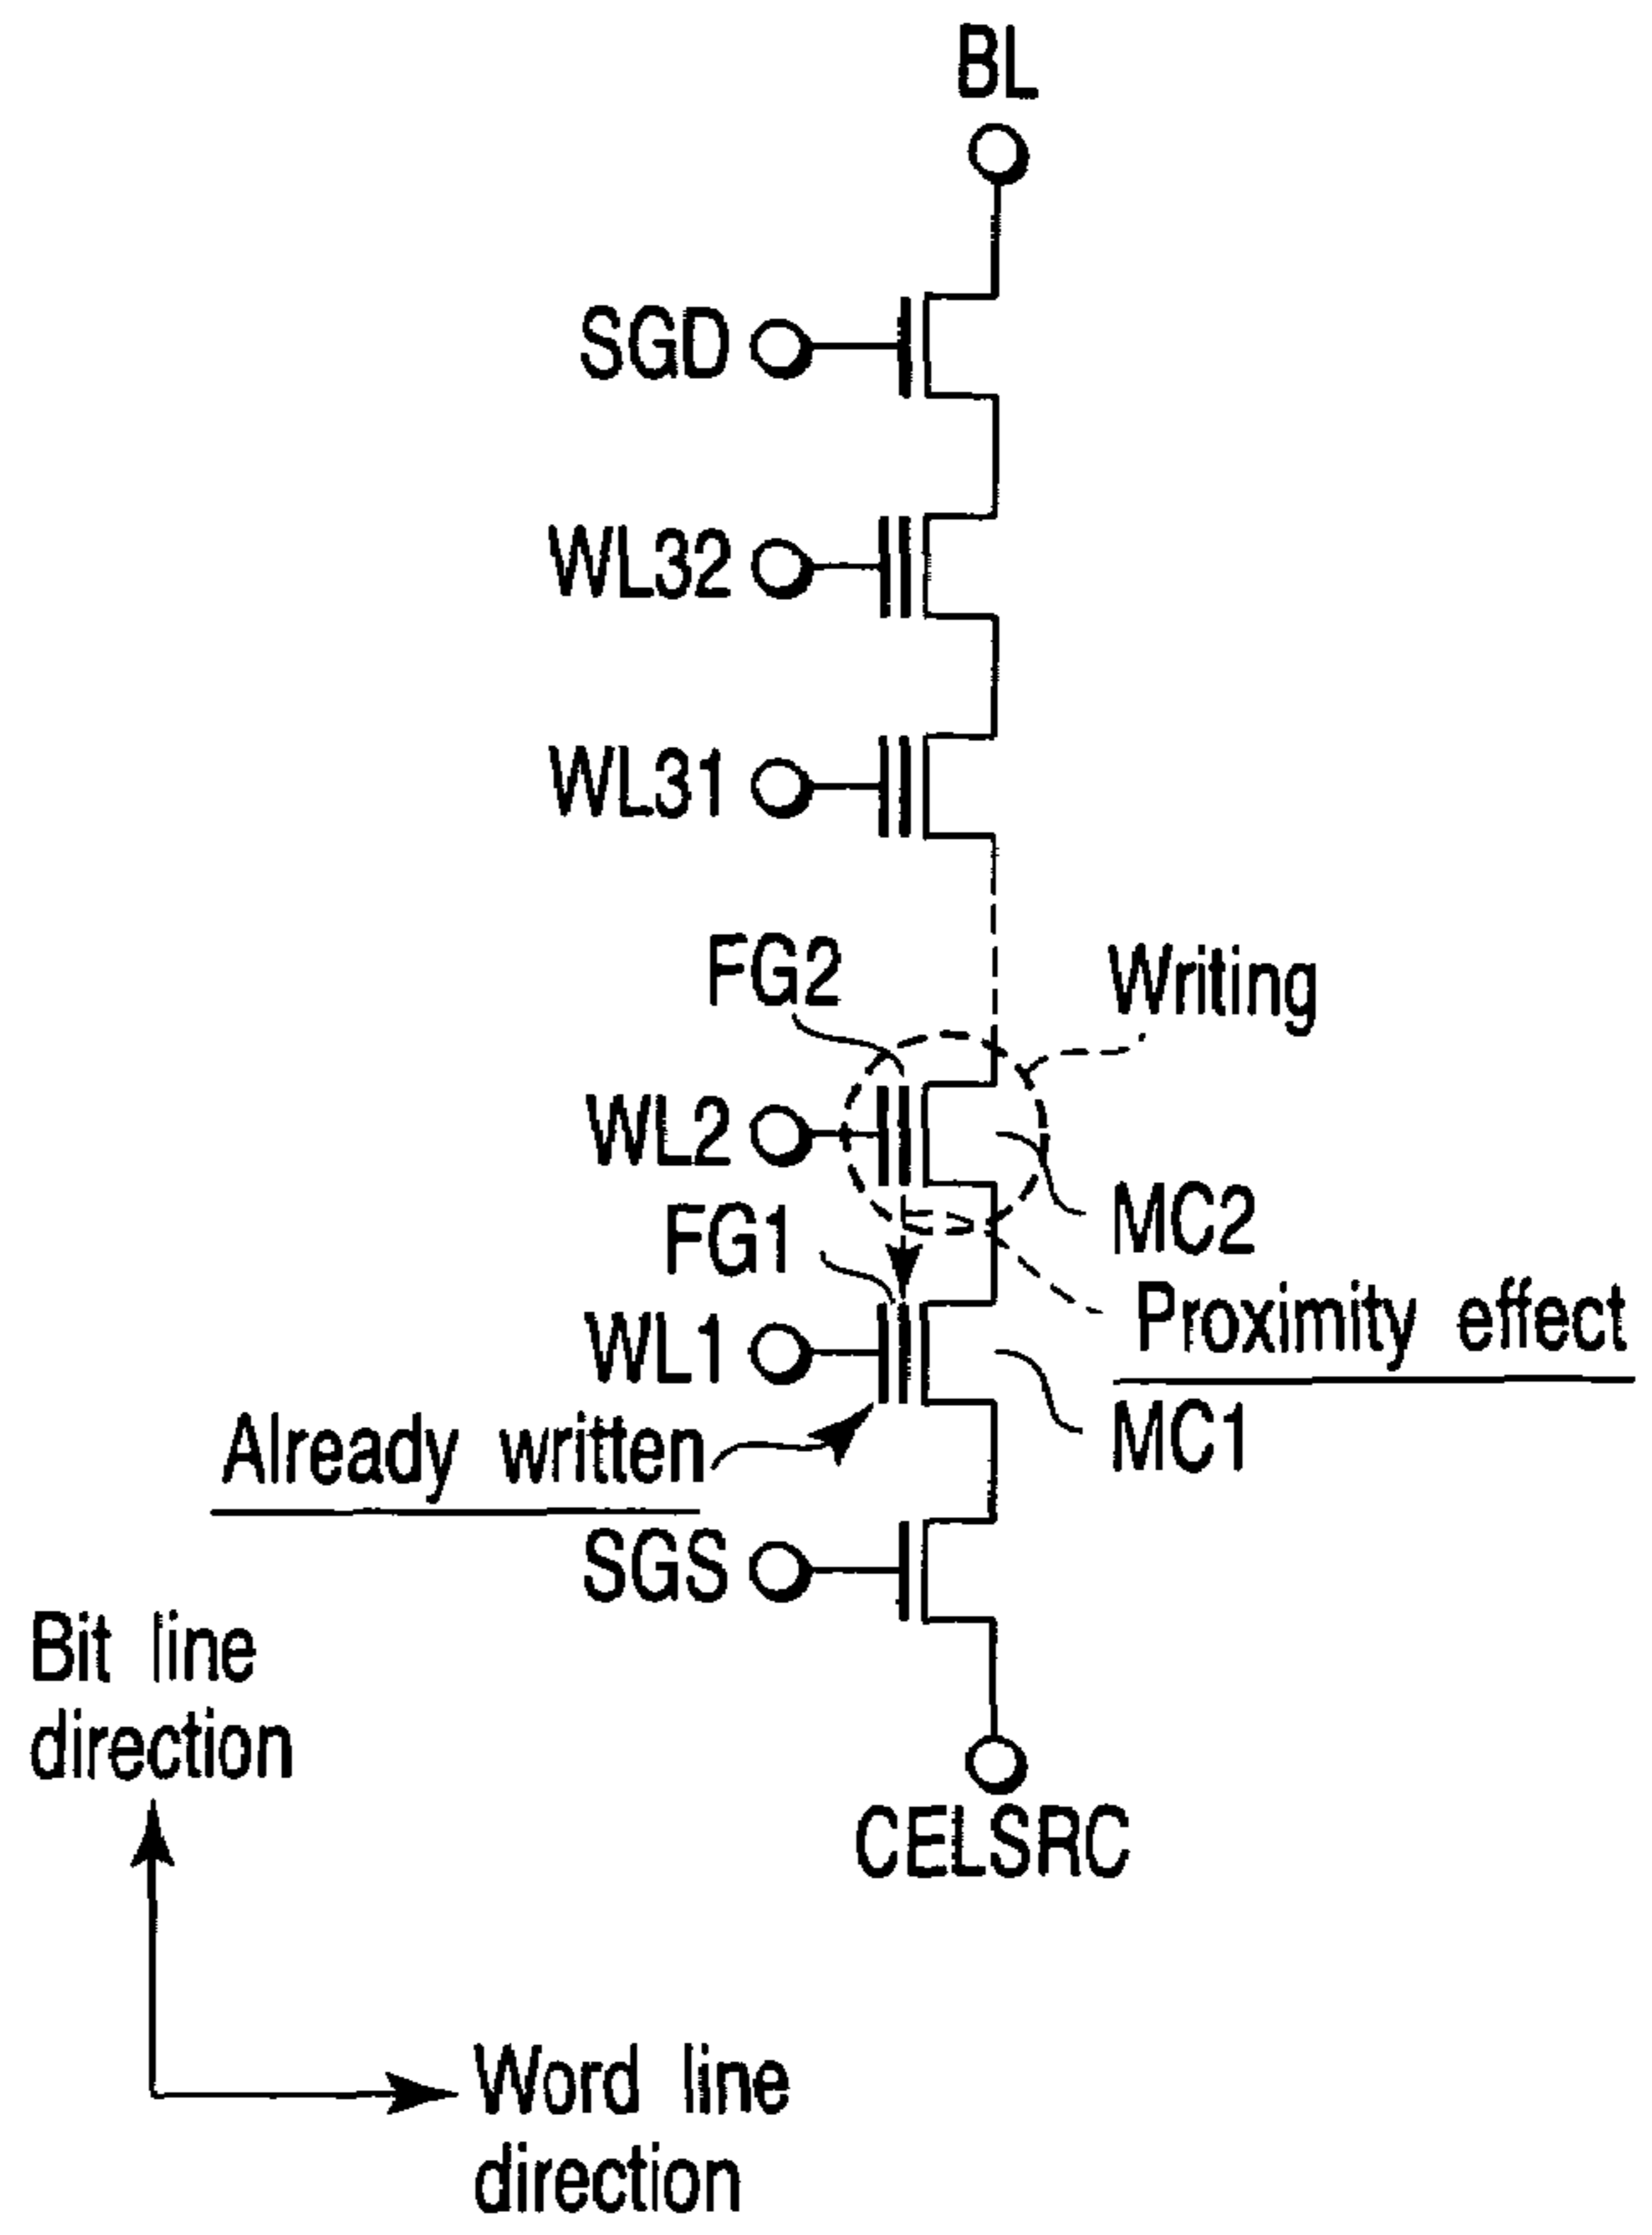 BL
SGD
WL32
WL31
FG2
Writing
WL2
MC2
FG1
Proximity effect
WL1
MC1
Already written
SGS
Bit line
direction
CELSRC
Word line
direction